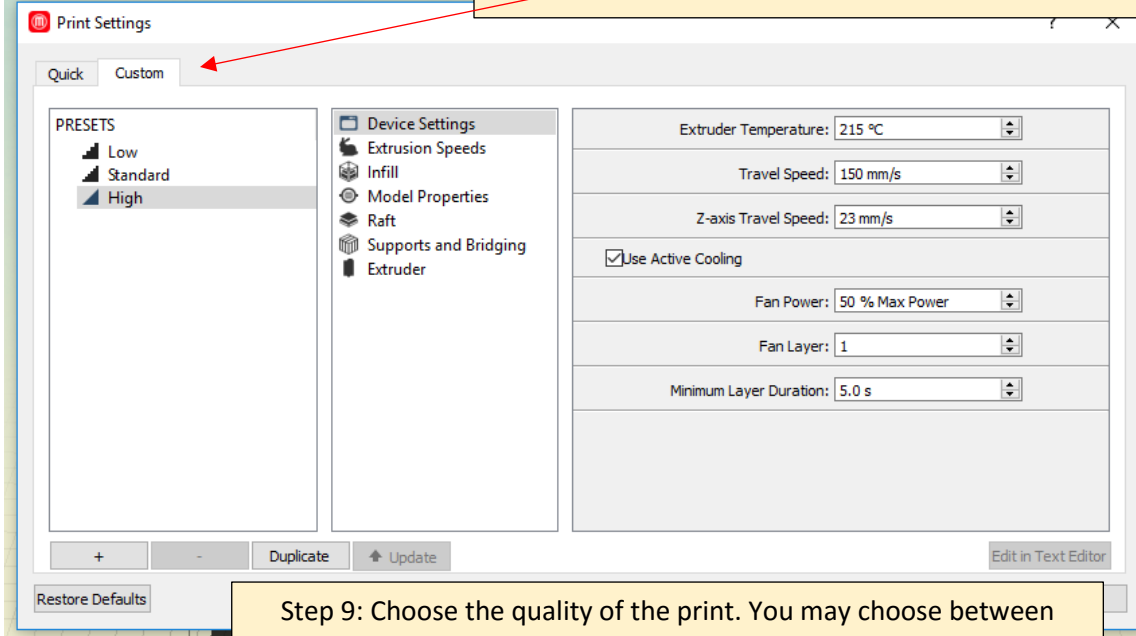 Print Settings
? ×
Quick Custom
PRESETS
Low
Standard
High
Device Settings
Extrusion Speeds
Infill
Model Properties
Raft
Supports and Bridging
Extruder
Extruder Temperature: 215 °C
Travel Speed: 150 mm/s
Z-axis Travel Speed: 23 mm/s
Use Active Cooling
Fan Power: 50 % Max Power
Fan Layer: 1
Minimum Layer Duration: 5.0 s
+ - Duplicate Update
Edit in Text Editor
Restore Defaults
Step 9: Choose the quality of the print. You may choose between